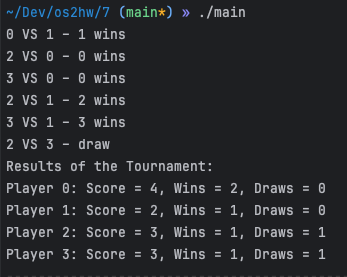 ~/Dev/os2hw/7 (main*) » ./main
0 VS 1 - 1 wins
2 VS 0 - 0 wins
3 VS 0 - 0 wins
2 VS 1 - 2 wins
3 VS 1 - 3 wins
2 VS 3 - draw
Results of the Tournament:
Player 0: Score = 4, Wins = 2, Draws = 0
Player 1: Score = 2, Wins = 1, Draws = 0
Player 2: Score = 3, Wins = 1, Draws = 1
Player 3: Score = 3, Wins = 1, Draws = 1